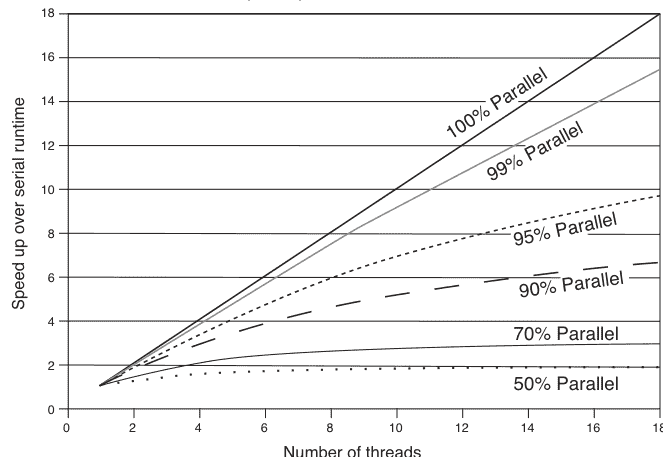 18
16
14
12
10
8
6
4
2
0
Speed up over serial runtime
100% Parallel
99% Parallel
95% Parallel
90% Parallel
70% Parallel
50% Parallel
0 2 4 6 8 10 12 14 16 18
Number of threads